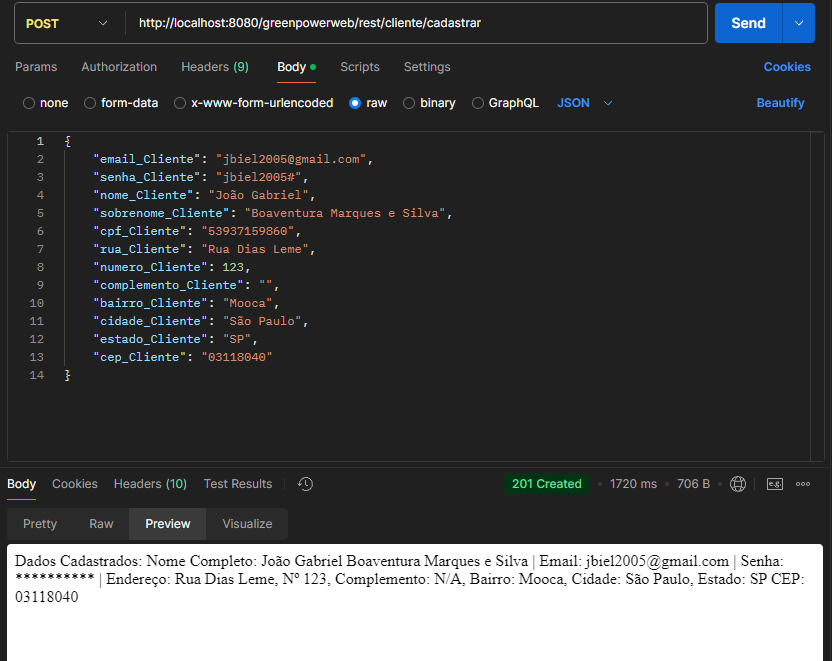 POST http://localhost:8080/greenpowerweb/rest/cliente/cadastrar Send
Params Authorization Headers (9) Body Scripts Settings Cookies
none form-data x-www-form-urlencoded raw binary GraphQL JSON Beautify
1 {
2 "email_Cliente": "jbiel2005@gmail.com",
3 "senha_Cliente": "jbiel2005#",
4 "nome_Cliente": "João Gabriel",
5 "sobrenome_Cliente": "Boaventura Marques e Silva",
6 "cpf_Cliente": "53937159860",
7 "rua_Cliente": "Rua Dias Leme",
8 "numero_Cliente": 123,
9 "complemento_Cliente": "",
10 "bairro_Cliente": "Mooca",
11 "cidade_Cliente": "São Paulo",
12 "estado_Cliente": "SP",
13 "cep_Cliente": "03118040"
14 }
Body Cookies Headers (10) Test Results 201 Created • 1720 ms • 706 B • e.g.
Pretty Raw Preview Visualize
Dados Cadastrados: Nome Completo: João Gabriel Boaventura Marques e Silva | Email: jbiel2005@gmail.com | Senha:
********** | Endereço: Rua Dias Leme, Nº 123, Complemento: N/A, Bairro: Mooca, Cidade: São Paulo, Estado: SP CEP:
03118040